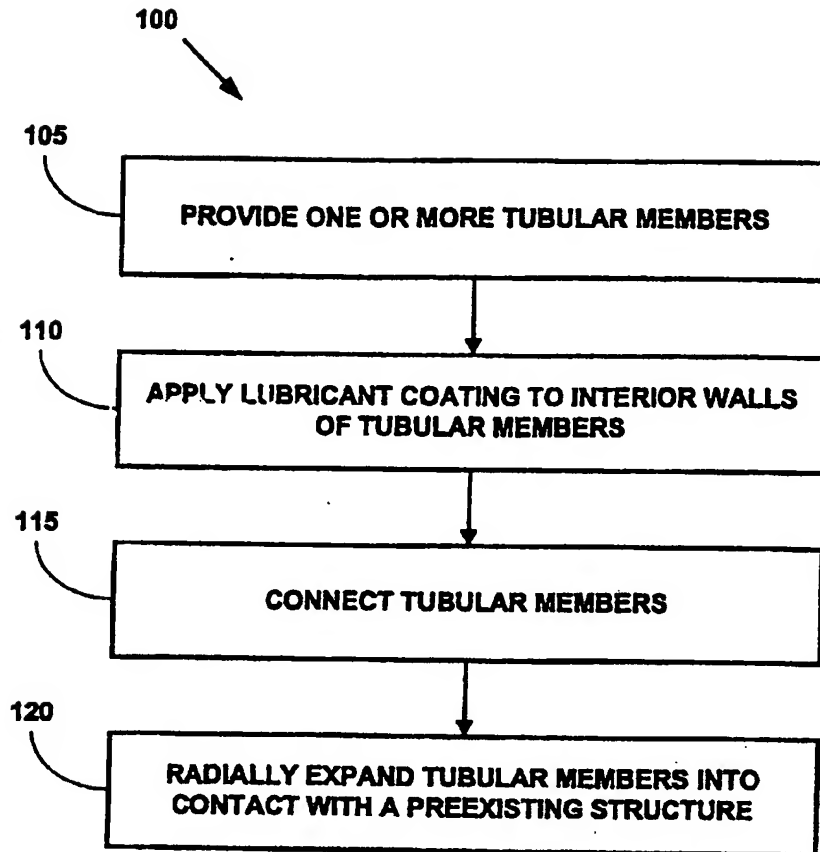 100
105
PROVIDE ONE OR MORE TUBULAR MEMBERS
110
APPLY LUBRICANT COATING TO INTERIOR WALLS
OF TUBULAR MEMBERS
115
CONNECT TUBULAR MEMBERS
120
RADIALLY EXPAND TUBULAR MEMBERS INTO
CONTACT WITH A PREEXISTING STRUCTURE